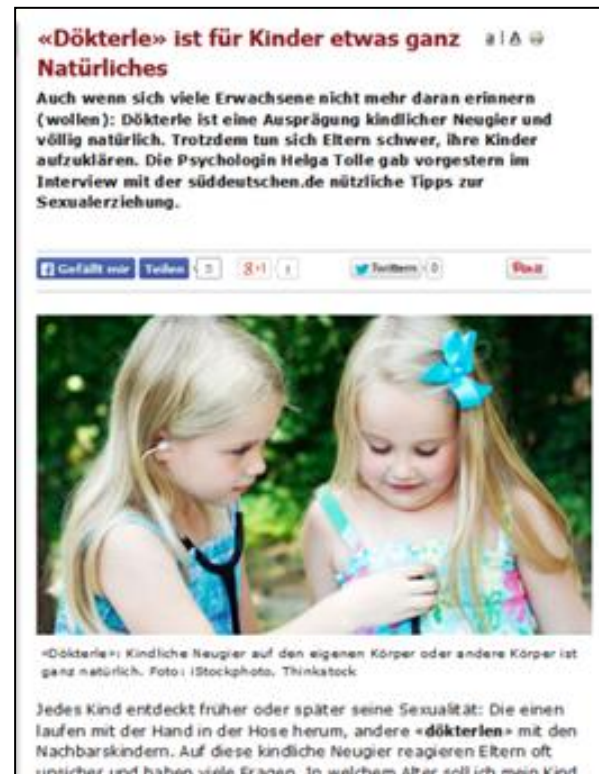 «Dökterle» ist für Kinder etwas ganz
Natürliches
Auch wenn sich viele Erwachsene nicht mehr daran erinnern
(wollen): Dökterle ist eine Ausprägung kindlicher Neugier und
völlig natürlich. Trotzdem tun sich Eltern schwer, ihre Kinder
aufzuklären. Die Psychologin Helga Tolle gab vorgestern im
Interview mit der süddeutschen.de nützliche Tipps zur
Sexualerziehung.
Gefällt mir Teilen Twittern 0 Pin it
«Dökterle»: Kindliche Neugier auf den eigenen Körper oder andere Körper ist
ganz natürlich. Foto: iStockphoto, Thinkstock
Jedes Kind entdeckt früher oder später seine Sexualität: Die einen
laufen mit der Hand in der Hose herum, andere «dökterlen» mit den
Nachbarskindern. Auf diese kindliche Neugier reagieren Eltern oft
unsicher und haben viele Fragen. In welchem Alter soll ich mein Kind